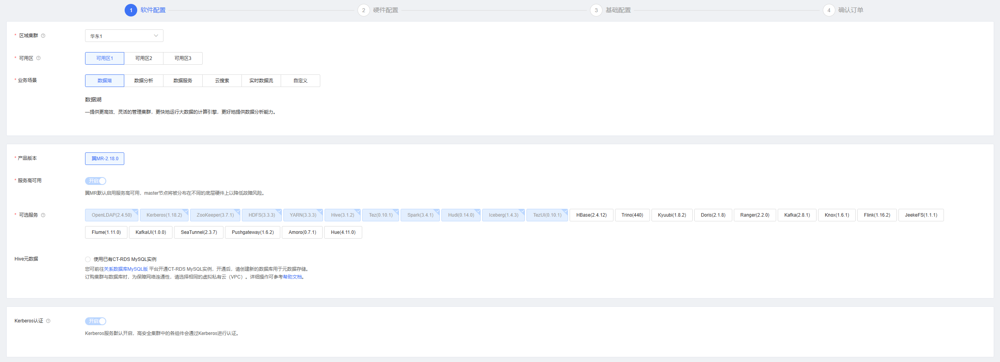 1 软件配置 2 硬件配置 3 基础配置 4 确认订单
* 区域集群 华东1
* 可用区 可用区1 可用区2 可用区3
* 业务场景 数据湖 数据分析 数据服务 云搜索 实时数据流 自定义
数据湖
—提供更高效、灵活的管理集群，更快地运行大数据的计算引擎，更好地提供数据分析能力。
* 产品版本 翼MR-2.18.0
* 服务高可用 开启
翼MR默认启用服务高可用，master节点将被分布在不同的底层硬件上以降低故障风险。
* 可选服务 OpenLDAP(2.4.50) Kerberos(1.18.2) ZooKeeper(3.7.1) HDFS(3.3.3) YARN(3.3.3) Hive(3.1.2) Tez(0.10.1) Spark(3.4.1) Hudi(0.14.0) Iceberg(1.4.3) TezUI(0.10.1) HBase(2.4.12) Trino(440) Kyuubi(1.8.2) Doris(2.1.8) Ranger(2.2.0) Kafka(2.8.1) Knox(1.6.1) Flink(1.16.2) JeekeFS(1.1.1)
Flume(1.11.0) KafkaUI(1.0.0) SeaTunnel(2.3.7) Pushgateway(1.6.2) Amoro(0.7.1) Hue(4.11.0)
Hive元数据 使用已有CT-RDS MySQL实例
您可前往关系数据库MySQL版 平台开通CT-RDS MySQL实例，开通后，请创建新的数据库用于元数据存储。
订购集群与数据库时，为保障网络连通性，请选择相同的虚拟私有云（VPC）。详细操作可参考帮助文档。
Kerberos认证 开启
Kerberos服务默认开启，高安全集群中的各组件会通过Kerberos进行认证。